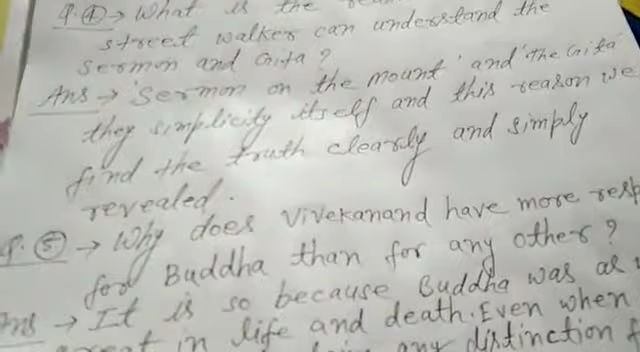 Q. 4 → What is the
street walker can understand the
sermon and Gita?
Ans → 'Sermon on the mount' and 'the Gita'
they simplicity itself and this reason we
find the truth clearly and simply
revealed.
Q. 5 → Why does Vivekanand have more resp
for Buddha than for any other?
Ans → It is so because Buddha was as
in life and death. Even when
any distinction